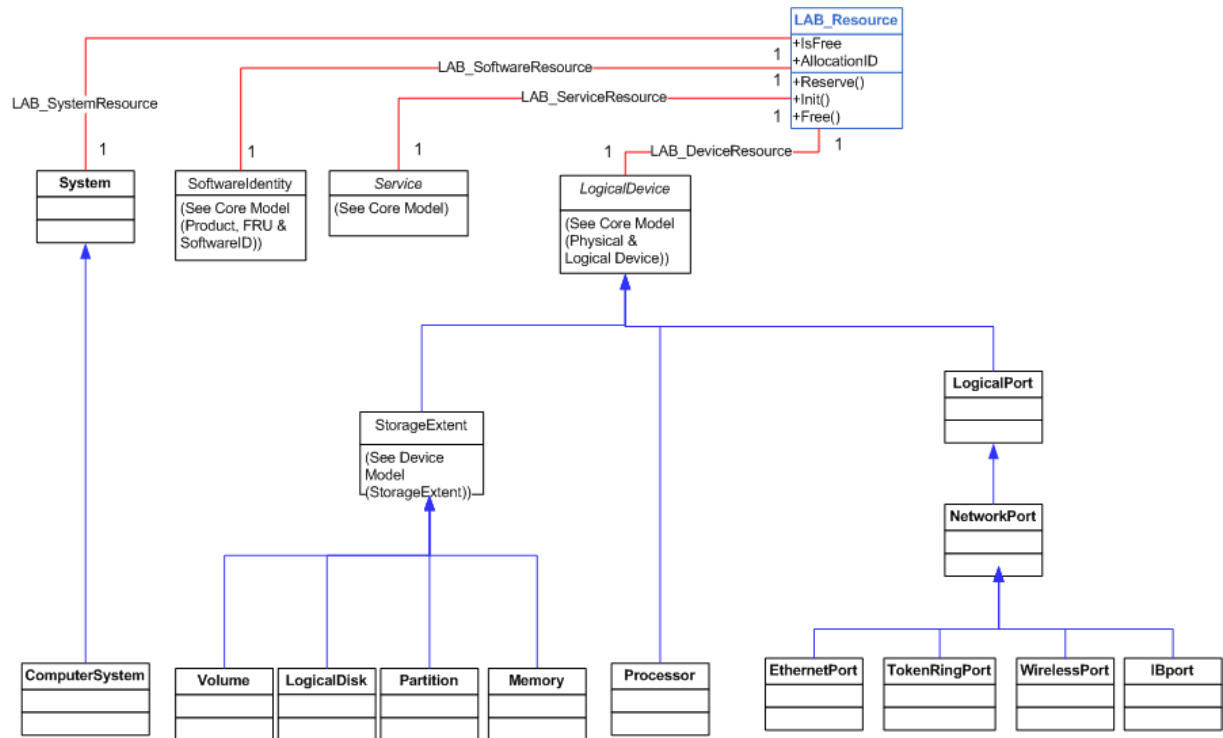 LAB_Resource
+IsFree
+AllocationID
+Reserve()
+Init()
+Free()
1
1
1
1
LAB_SoftwareResource
LAB_SystemResource
LAB_ServiceResource
LAB_DeviceResource
1
1
1
1
System
SoftwareIdentity
(See Core Model
(Product, FRU &
SoftwareID))
Service
(See Core Model)
LogicalDevice
(See Core Model
(Physical &
Logical Device))
LogicalPort
StorageExtent
(See Device
Model
(StorageExtent))
NetworkPort
ComputerSystem
Volume
LogicalDisk
Partition
Memory
Processor
EthernetPort
TokenRingPort
WirelessPort
IBport